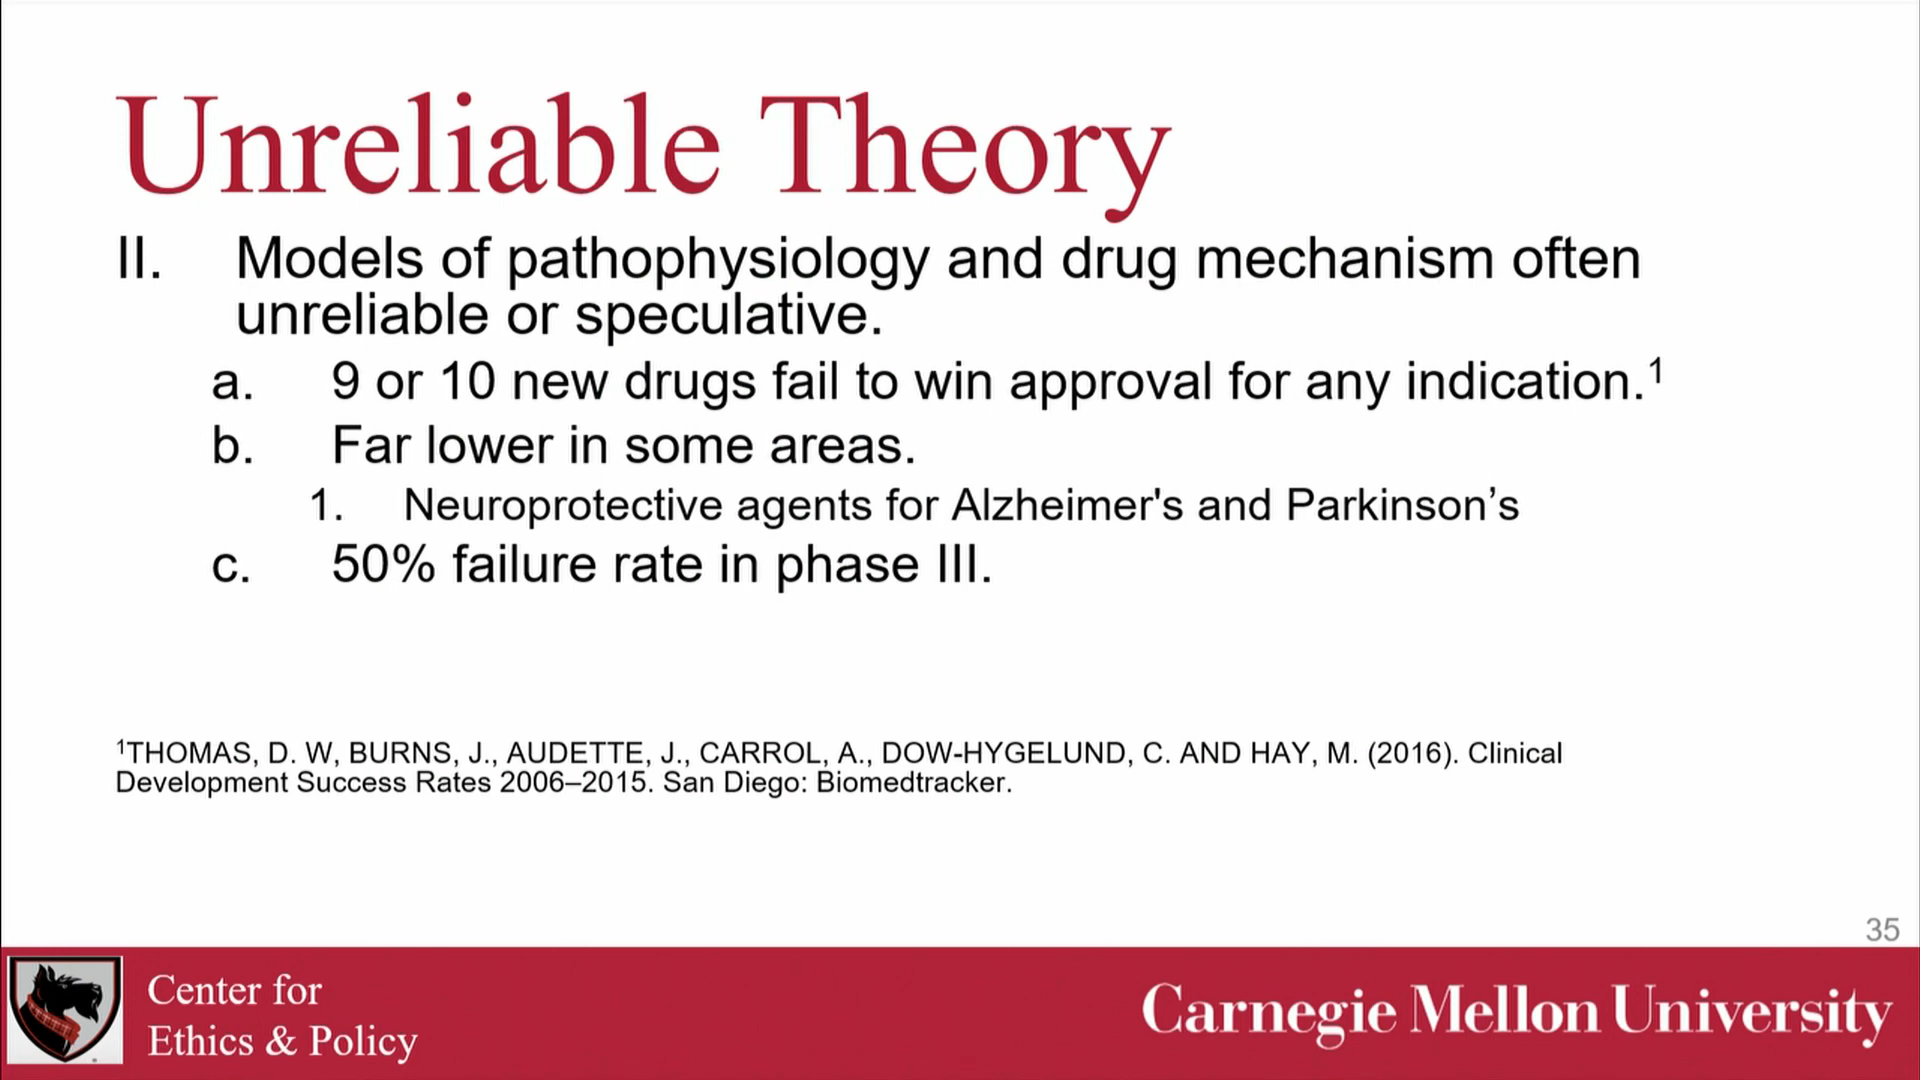 Unreliable Theory
II. Models of pathophysiology and drug mechanism often
unreliable or speculative.
a. 9 or 10 new drugs fail to win approval for any indication.¹
b. Far lower in some areas.
1. Neuroprotective agents for Alzheimer's and Parkinson’s
c. 50% failure rate in phase III.
¹THOMAS, D. W, BURNS, J., AUDETTE, J., CARROL, A., DOW-HYGELUND, C. AND HAY, M. (2016). Clinical
Development Success Rates 2006–2015. San Diego: Biomedtracker.
35
Center for
Ethics & Policy
Carnegie Mellon University